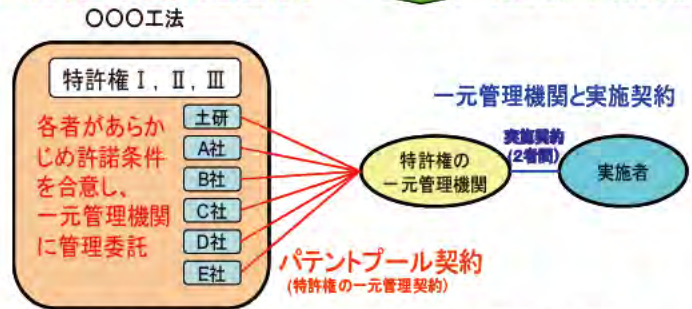 〇〇〇工法
特許権Ⅰ, Ⅱ, Ⅲ
各者があらか
じめ許諾条件
を合意し、
一元管理機関
に管理委託
土研
A社
B社
C社
D社
E社
パテントプール契約
(特許権の一元管理契約)
特許権の
一元管理機関
一元管理機関と実施契約
実施契約
(2者間)
実施者